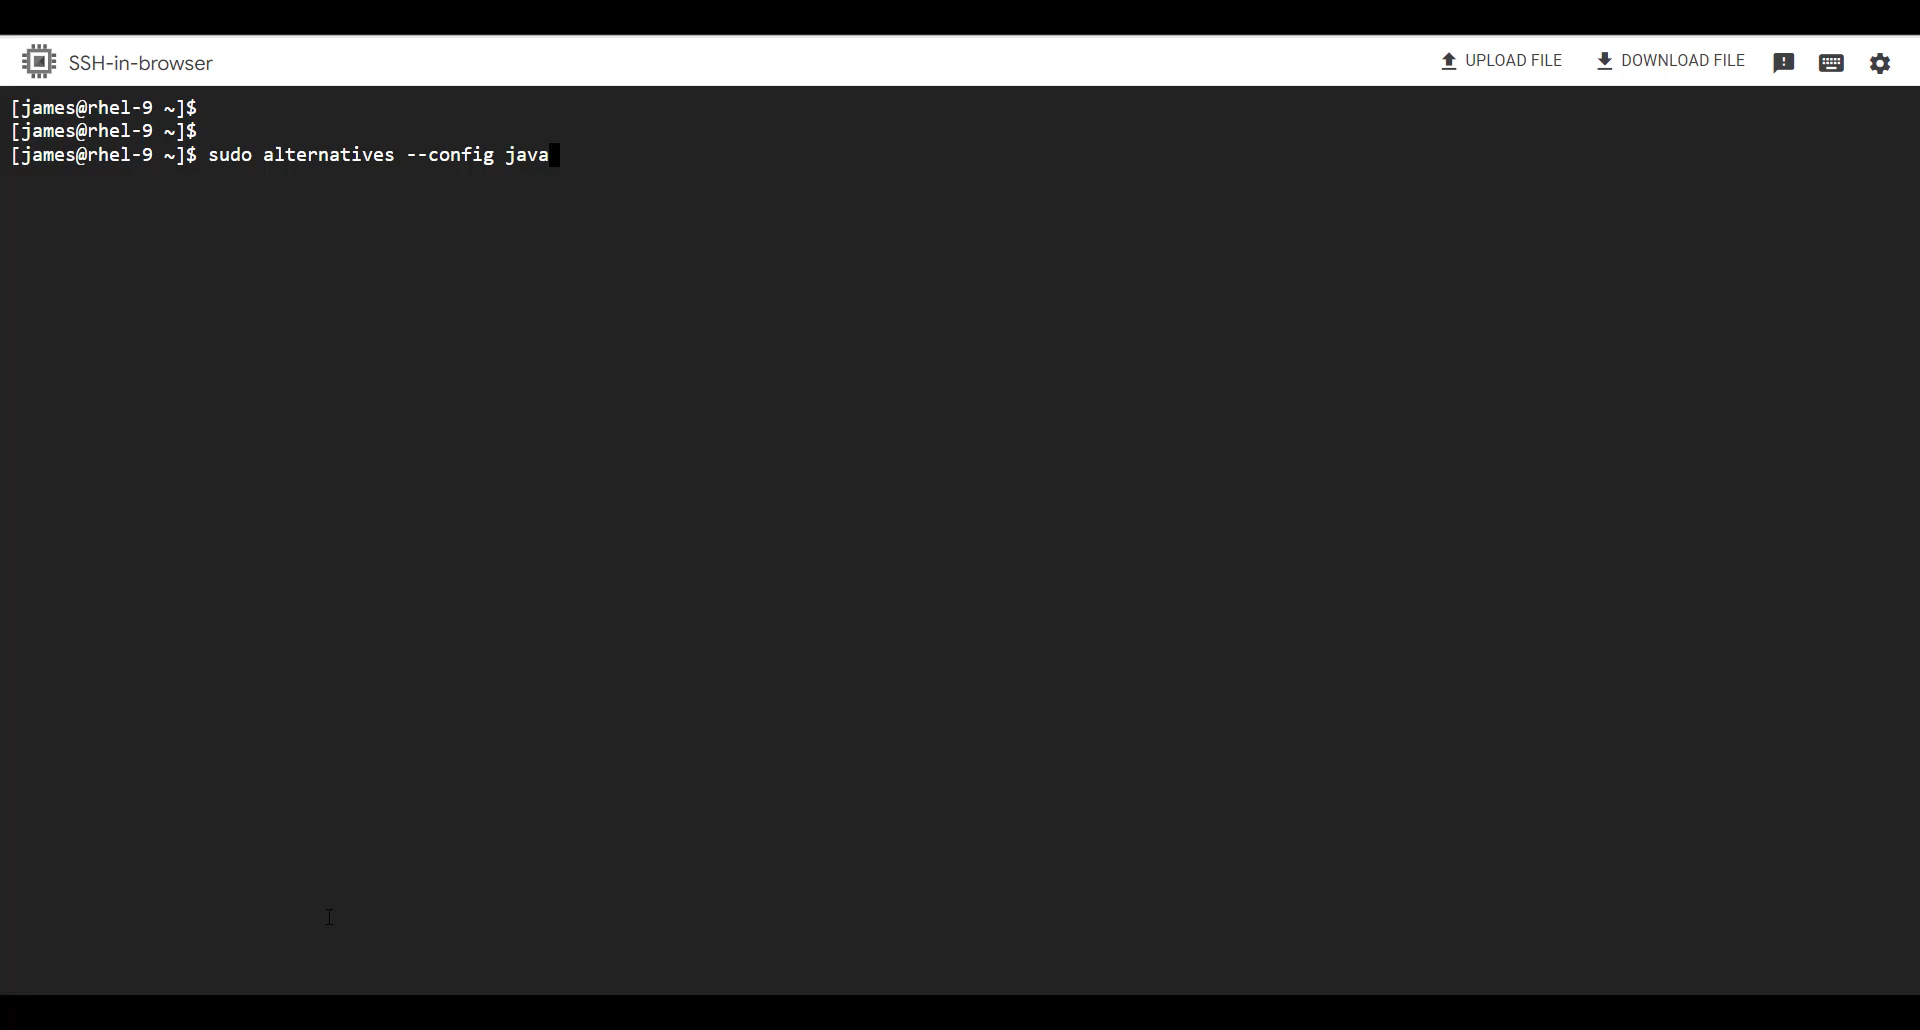 SSH-in-browser
UPLOAD FILE
DOWNLOAD FILE
[james@rhel-9 ~]$
[james@rhel-9 ~]$
[james@rhel-9 ~]$ sudo alternatives --config java